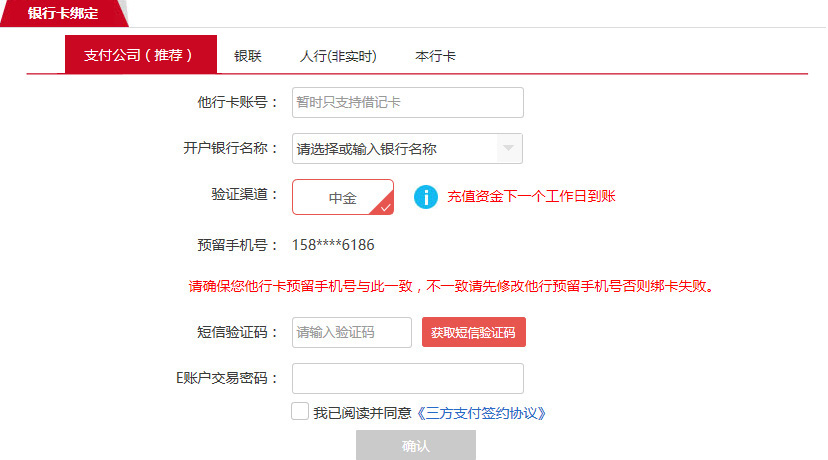 银行卡绑定
支付公司（推荐） 银联 人行(非实时) 本行卡
他行卡账号： 暂时只支持借记卡
开户银行名称： 请选择或输入银行名称
验证渠道： 中金 i 充值资金下一个工作日到账
预留手机号： 158****6186
请确保您他行卡预留手机号与此一致，不一致请先修改他行预留手机号否则绑卡失败。
短信验证码： 请输入验证码 获取短信验证码
E账户交易密码：
我已阅读并同意《三方支付签约协议》
确认